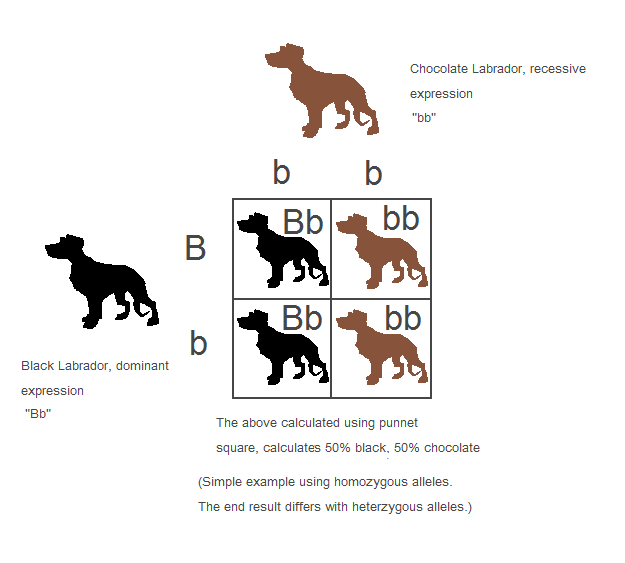 Chocolate Labrador, recessive
expression
"bb"
b b
B
Bb bb
b
Bb bb
Black Labrador, dominant
expression
"Bb"
The above calculated using punnet
square, calculates 50% black, 50% chocolate
(Simple example using homozygous alleles.
The end result differs with heterzygous alleles.)